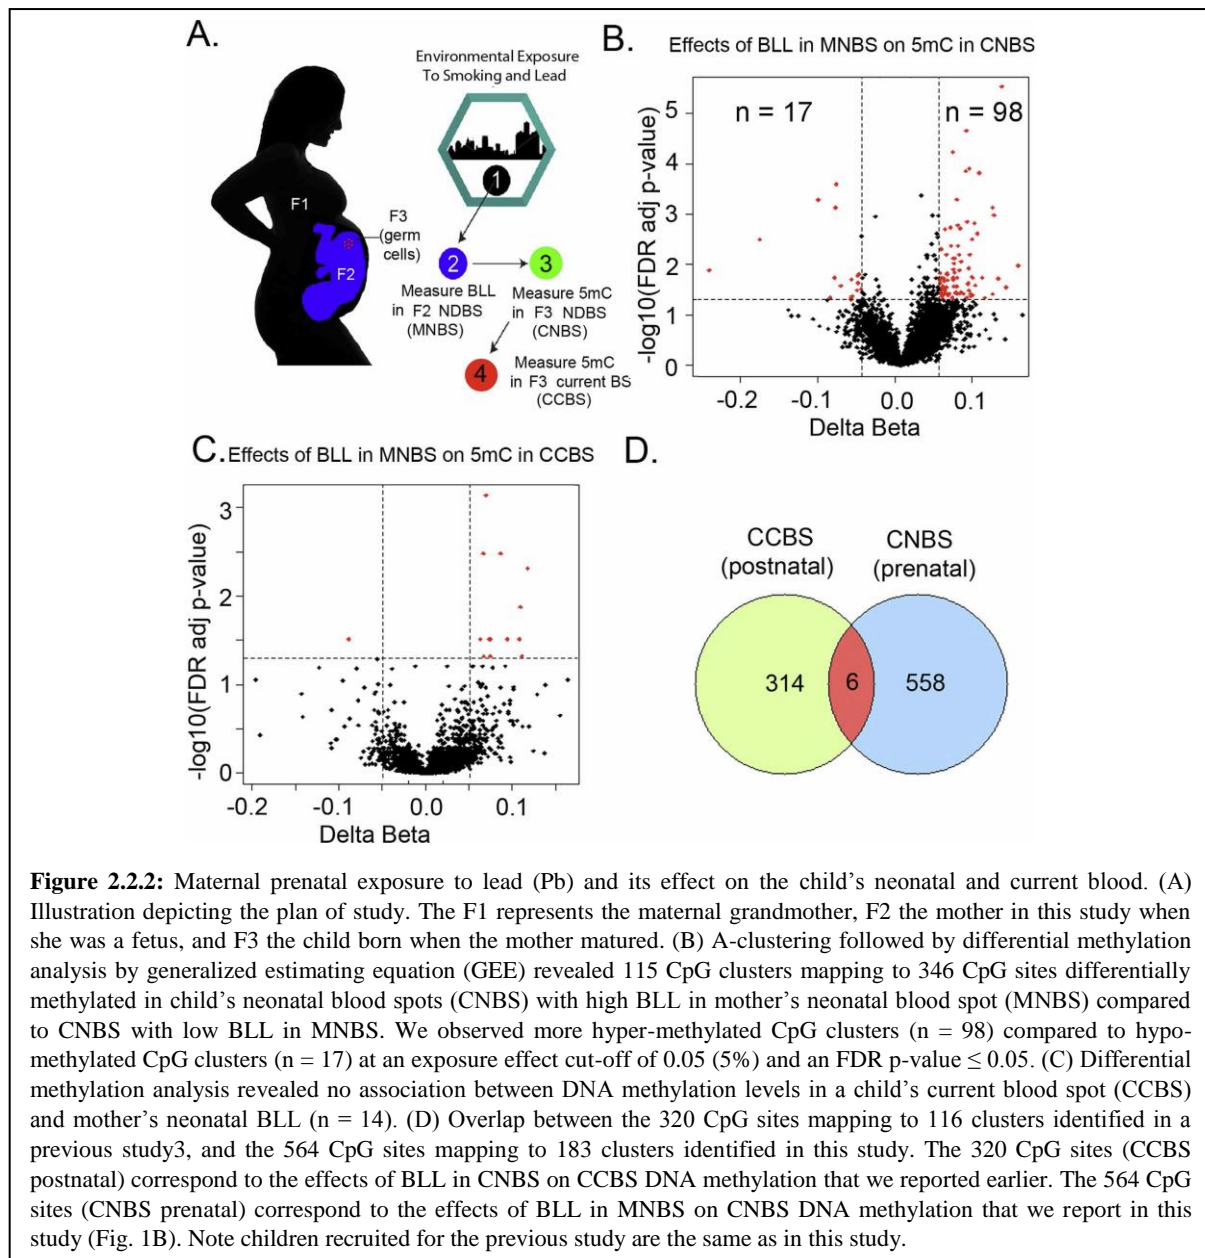 A.
Environmental Exposure
To Smoking and Lead
1
F1
F3
(germ
cells)
F2
2
3
Measure BLL
in F2 NDBS
(MNBS)
Measure 5mC
in F3 NDBS
(CNBS)
4
Measure 5mC
in F3 current BS
(CCBS)
B.
Effects of BLL in MNBS on 5mC in CNBS
n = 17
n = 98
-log10(FDR adj p-value)
5
4
3
2
1
0
-0.2
-0.1
0.0
0.1
Delta Beta
C.
Effects of BLL in MNBS on 5mC in CCBS
-log10(FDR adj p-value)
3
2
1
0
-0.2
-0.1
0.0
0.1
Delta Beta
D.
CCBS
(postnatal)
CNBS
(prenatal)
314
6
558
Figure 2.2.2: Maternal prenatal exposure to lead (Pb) and its effect on the child's neonatal and current blood. (A)
Illustration depicting the plan of study. The F1 represents the maternal grandmother, F2 the mother in this study when
she was a fetus, and F3 the child born when the mother matured. (B) A-clustering followed by differential methylation
analysis by generalized estimating equation (GEE) revealed 115 CpG clusters mapping to 346 CpG sites differentially
methylated in child's neonatal blood spots (CNBS) with high BLL in mother's neonatal blood spot (MNBS) compared
to CNBS with low BLL in MNBS. We observed more hyper-methylated CpG clusters (n = 98) compared to hypo-
methylated CpG clusters (n = 17) at an exposure effect cut-off of 0.05 (5%) and an FDR p-value ≤ 0.05. (C) Differential
methylation analysis revealed no association between DNA methylation levels in a child's current blood spot (CCBS)
and mother's neonatal BLL (n = 14). (D) Overlap between the 320 CpG sites mapping to 116 clusters identified in a
previous study3, and the 564 CpG sites mapping to 183 clusters identified in this study. The 320 CpG sites (CCBS
postnatal) correspond to the effects of BLL in CNBS on CCBS DNA methylation that we reported earlier. The 564 CpG
sites (CNBS prenatal) correspond to the effects of BLL in MNBS on CNBS DNA methylation that we report in this
study (Fig. 1B). Note children recruited for the previous study are the same as in this study.